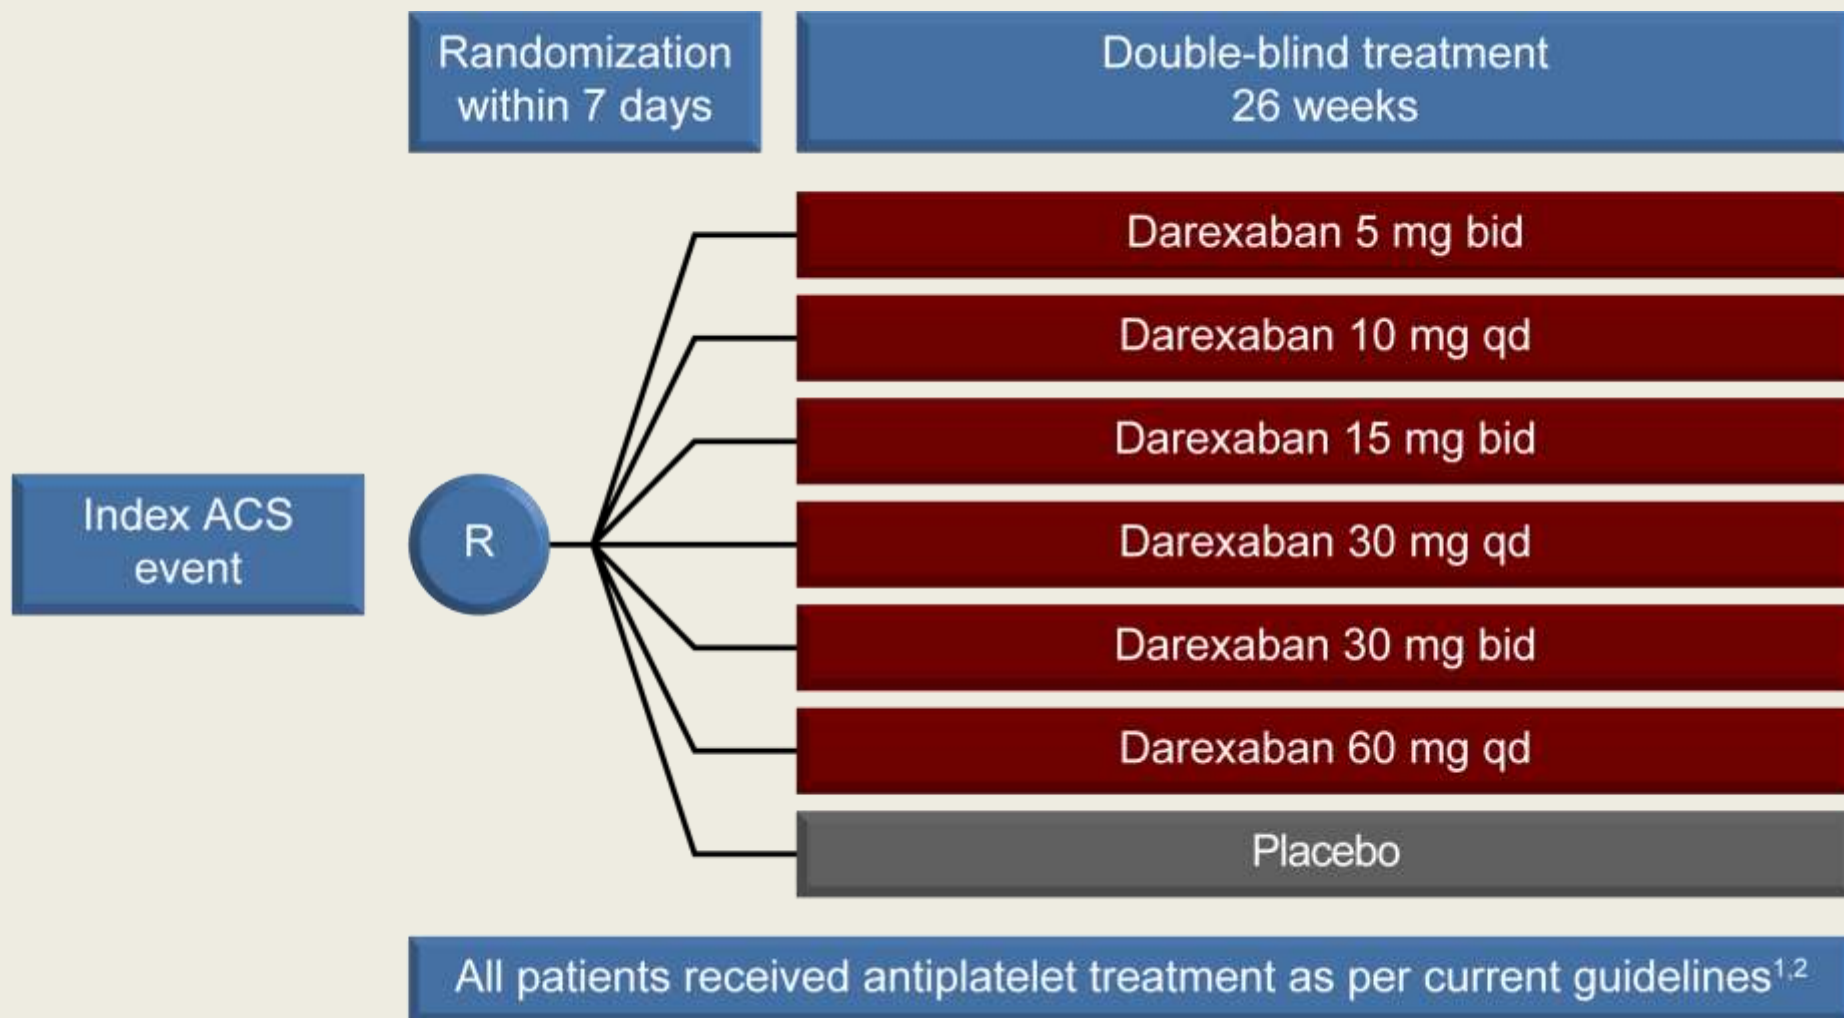 Randomization
within 7 days
Double-blind treatment
26 weeks
Darexaban 5 mg bid
Darexaban 10 mg qd
Darexaban 15 mg bid
Index ACS
event
R
Darexaban 30 mg qd
Darexaban 30 mg bid
Darexaban 60 mg qd
Placebo
All patients received antiplatelet treatment as per current guidelines¹,²